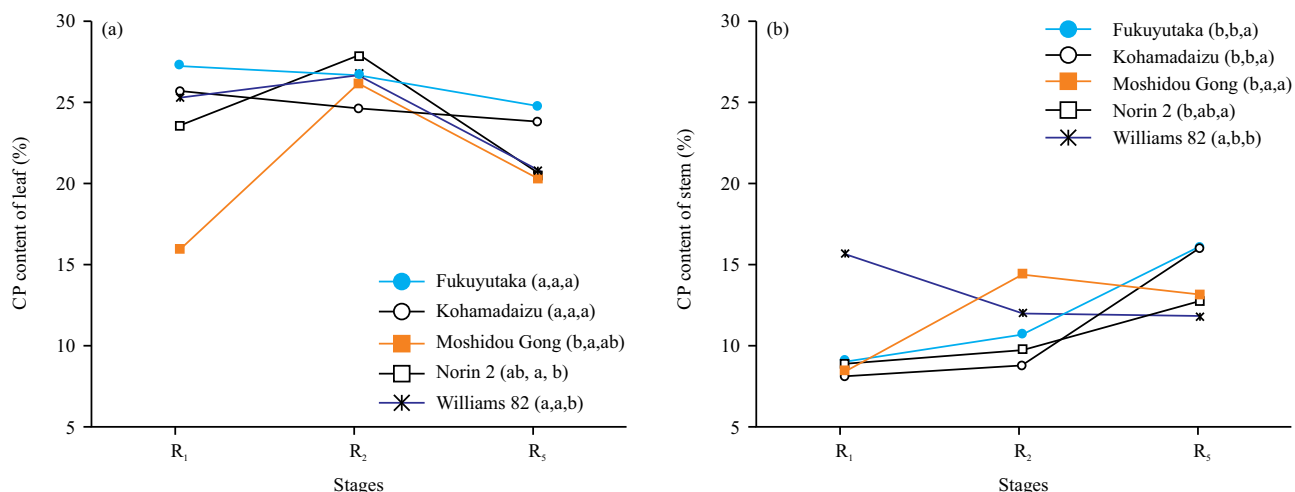 (a)
30
25
20
15
10
5
CP content of leaf (%)
R₁
R₂
R₅
Stages
Fukuyutaka (a,a,a)
Kohamadaizu (a,a,a)
Moshidou Gong (b,a,ab)
Norin 2 (ab, a, b)
Williams 82 (a,a,b)
(b)
30
25
20
15
10
5
CP content of stem (%)
R₁
R₂
R₅
Stages
Fukuyutaka (b,b,a)
Kohamadaizu (b,b,a)
Moshidou Gong (b,a,a)
Norin 2 (b,ab,a)
Williams 82 (a,b,b)